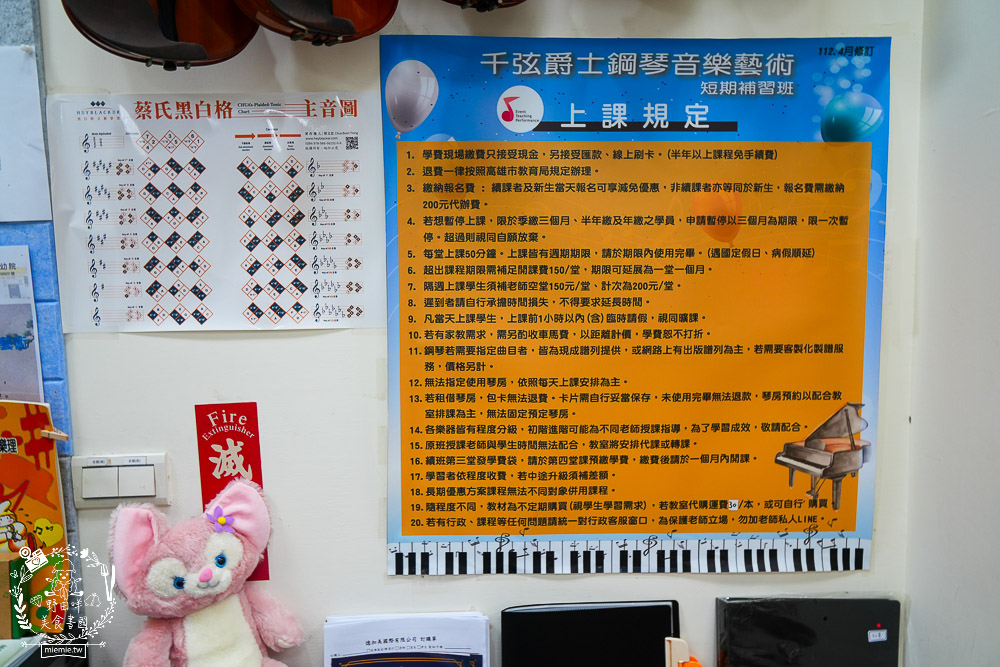 112. 4月修訂
千弦爵士鋼琴音樂藝術
短期補習班
Event
Teaching
Performance
上課規定
1. 學費現場繳費只接受現金，另接受匯款、線上刷卡。(半年以上課程免手續費)
2. 退費一律按照高雄市教育局規定辦理。
3. 繳納報名費 : 續課者及新生當天報名可享減免優惠，非續課者亦等同於新生，報名費需繳納
200元代辦費。
4. 若想暫停上課，限於季繳三個月、半年繳及年繳之學員，申請暫停以三個月為期限，限一次暫
停。超過則視同自願放棄。
5. 每堂上課50分鐘。上課皆有週期期限，請於期限內使用完畢。(遇國定假日、病假順延)
6. 超出課程期限需補足開課費150/堂，期限可延展為一堂一個月。
7. 隔週上課學生須補老師空堂150元/堂、計次為200元/堂。
8. 遲到者請自行承擔時間損失，不得要求延長時間。
9. 凡當天上課學生，上課前1小時以內(含)臨時請假，視同曠課。
10. 若有家教需求，需另酌收車馬費，以距離計價，學費恕不打折。
11. 鋼琴若需要指定曲目者，皆為現成譜列提供，或網路上有出版譜列為主，若需要客製化製譜服
務，價格另計。
12. 無法指定使用琴房，依照每天上課安排為主。
13. 若租借琴房，包卡無法退費。卡片需自行妥當保存，未使用完畢無法退款，琴房預約以配合教
室排課為主，無法固定預定琴房。
14. 各樂器皆有程度分級，初階進階可能為不同老師授課指導，為了學習成效，敬請配合。
15. 原班授課老師與學生時間無法配合，教室將安排代課或轉課。
16. 續班第三堂發學費袋，請於第四堂課預繳學費，繳費後請於一個月內開課。
17. 學習者依程度收費，若中途升級須補差額。
18. 長期優惠方案課程無法不同對象併用課程。
19. 隨程度不同，教材為不定期購買(視學生學習需求)，若教室代購運費30/本，或可自行購買
20. 若有行政、課程等任何問題請統一對行政客服窗口，為保護老師立場，勿加老師私人LINE。
HEYBLACKDER
蔡氏黑白格
CHUGs-Plaided-Tonic
Chart
主音圖
Fire
Extinguisher
滅
野日咩
美食書國
miemie.tw